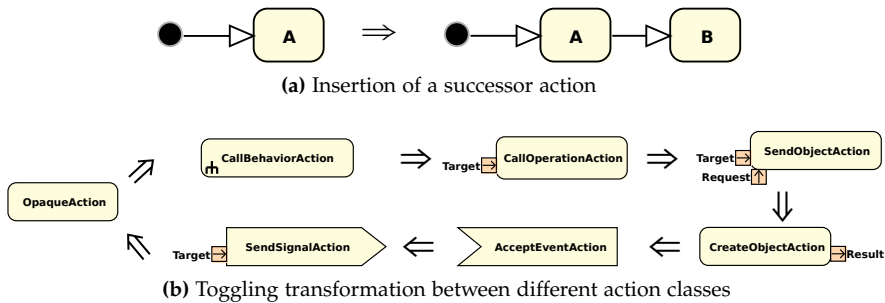 A
A
B
(a) Insertion of a successor action
CallBehaviorAction
Target
CallOperationAction
Target
SendObjectAction
Request
OpaqueAction
Target
SendSignalAction
AcceptEventAction
CreateObjectAction
Result
(b) Toggling transformation between different action classes